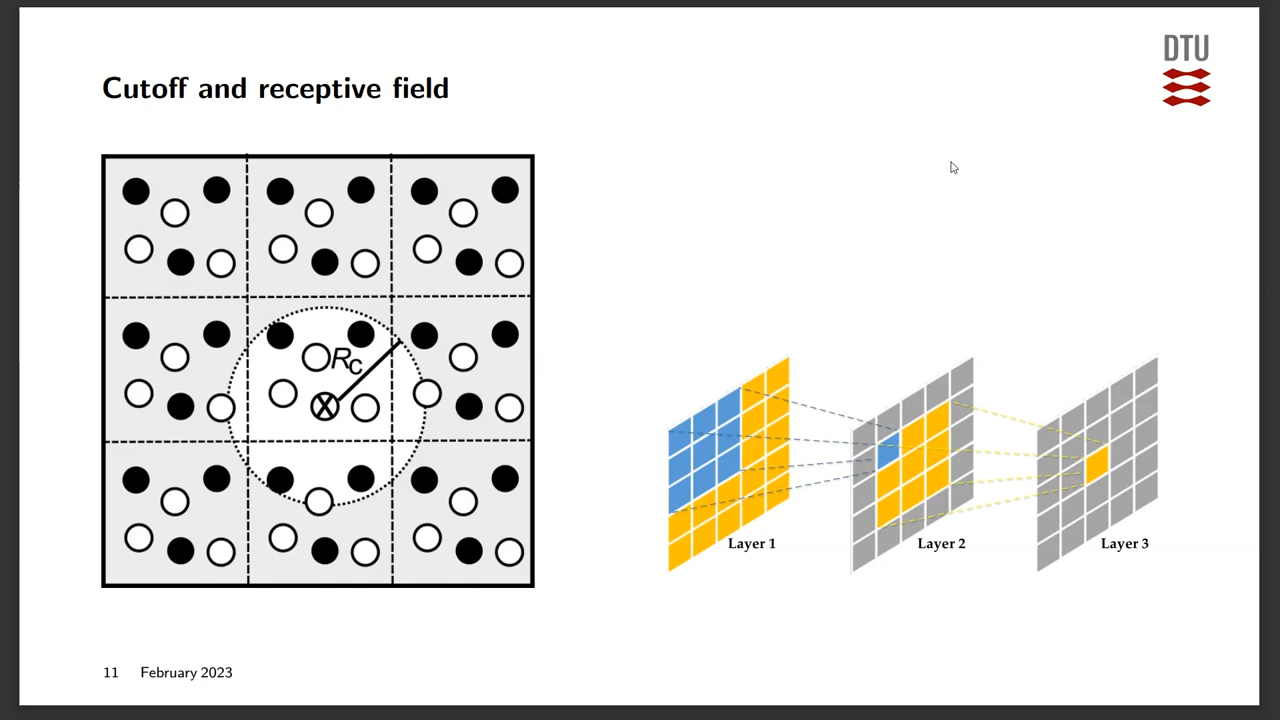 DTU
Cutoff and receptive field
Rc
X
Layer 1
Layer 2
Layer 3
11 February 2023